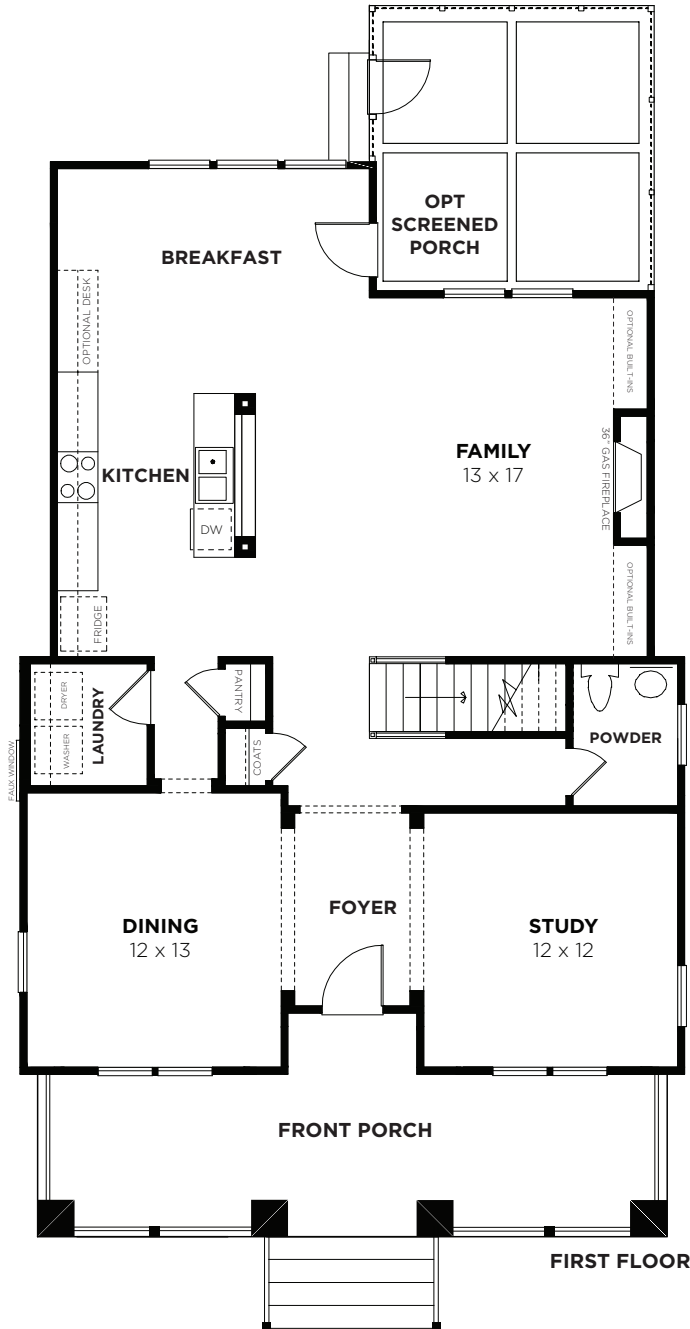 OPT
SCREENED
PORCH
BREAKFAST
OPTIONAL DESK
OPTIONAL BUILT-INS
KITCHEN
FAMILY
13 x 17
36" GAS FIREPLACE
DW
OPTIONAL BUILT-INS
FRIDGE
DRYER
LAUNDRY
PANTRY
WASHER
COATS
POWDER
FAUX WINDOW
FOYER
DINING
12 x 13
STUDY
12 x 12
FRONT PORCH
FIRST FLOOR